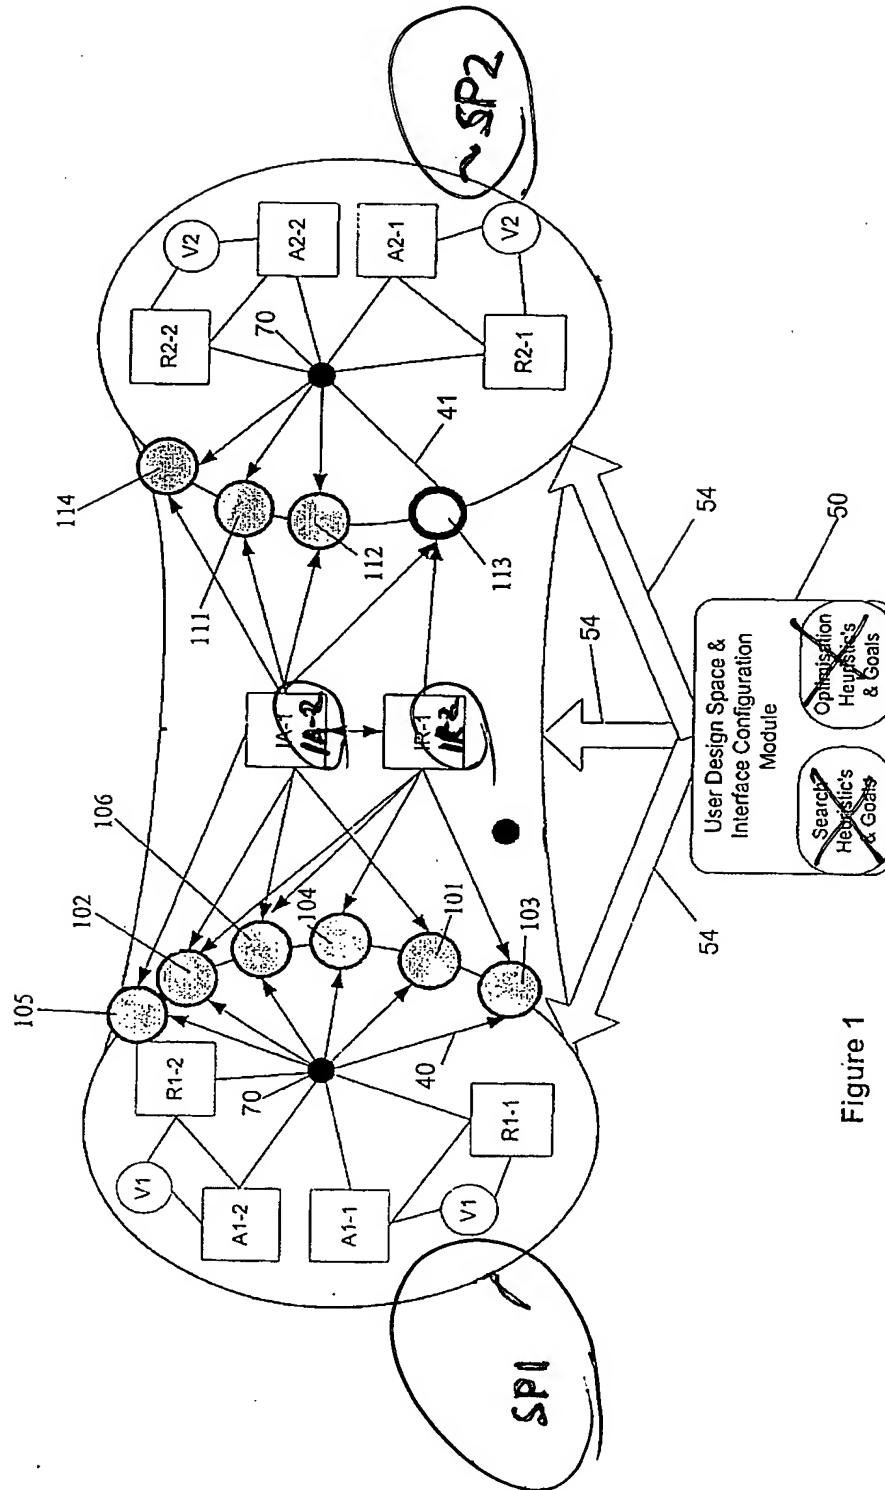 SP1
SP2
105
102
106
104
101
103
114
111
112
113
R1-2
V1
A1-2
70
A1-1
V1
R1-1
40
IA-1
IA-2
IR-1
IR-2
R2-2
V2
A2-2
70
A2-1
V2
R2-1
41
54
54
54
50
User Design Space &
Interface Configuration
Module
Search
Heuristic's
& Goals
Optimisation
Heuristic's
& Goals
Figure 1